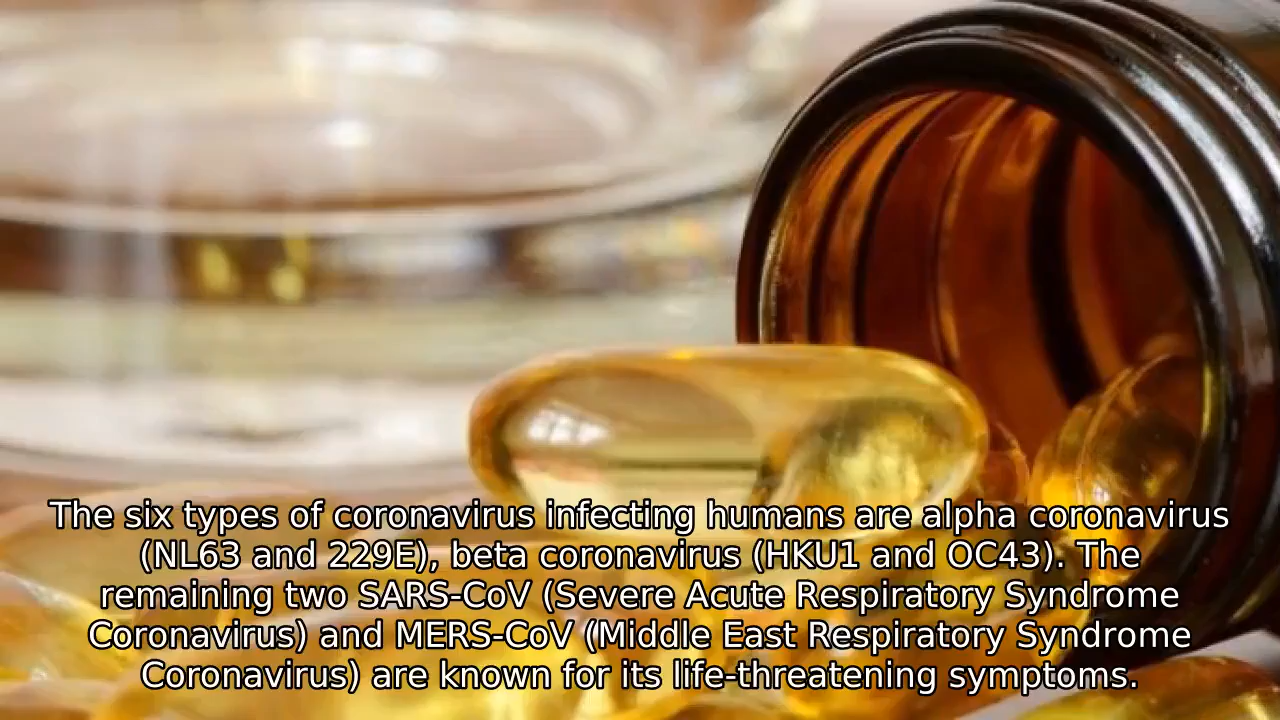 The six types of coronavirus infecting humans are alpha coronavirus
(NL63 and 229E), beta coronavirus (HKU1 and OC43). The
remaining two SARS-CoV (Severe Acute Respiratory Syndrome
Coronavirus) and MERS-CoV (Middle East Respiratory Syndrome
Coronavirus) are known for its life-threatening symptoms.